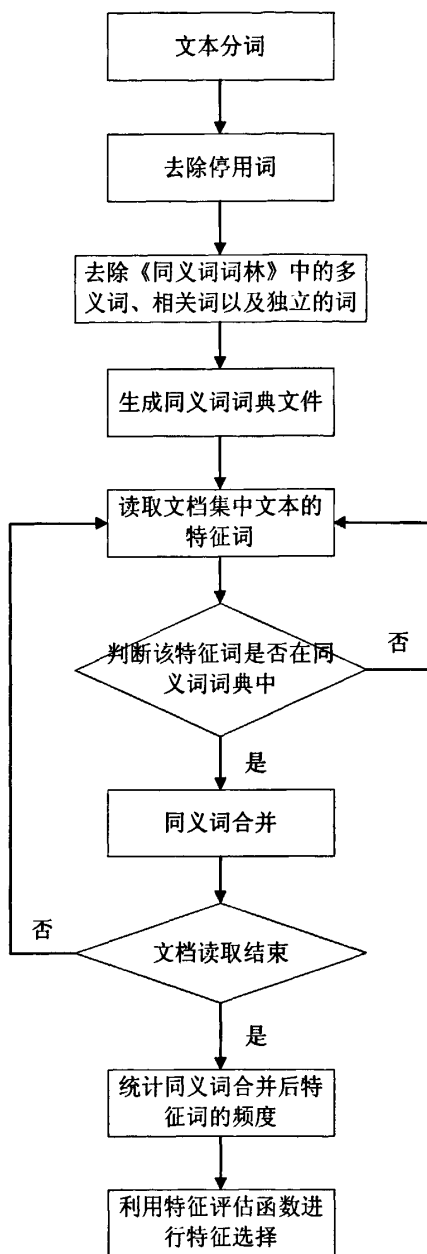 文本分词
去除停用词
去除《同义词词林》中的多
义词、相关词以及独立的词
生成同义词词典文件
读取文档集中文本的
特征词
判断该特征词是否在同
义词词典中
否
是
同义词合并
否
文档读取结束
是
统计同义词合并后特
征词的频度
利用特征评估函数进
行特征选择